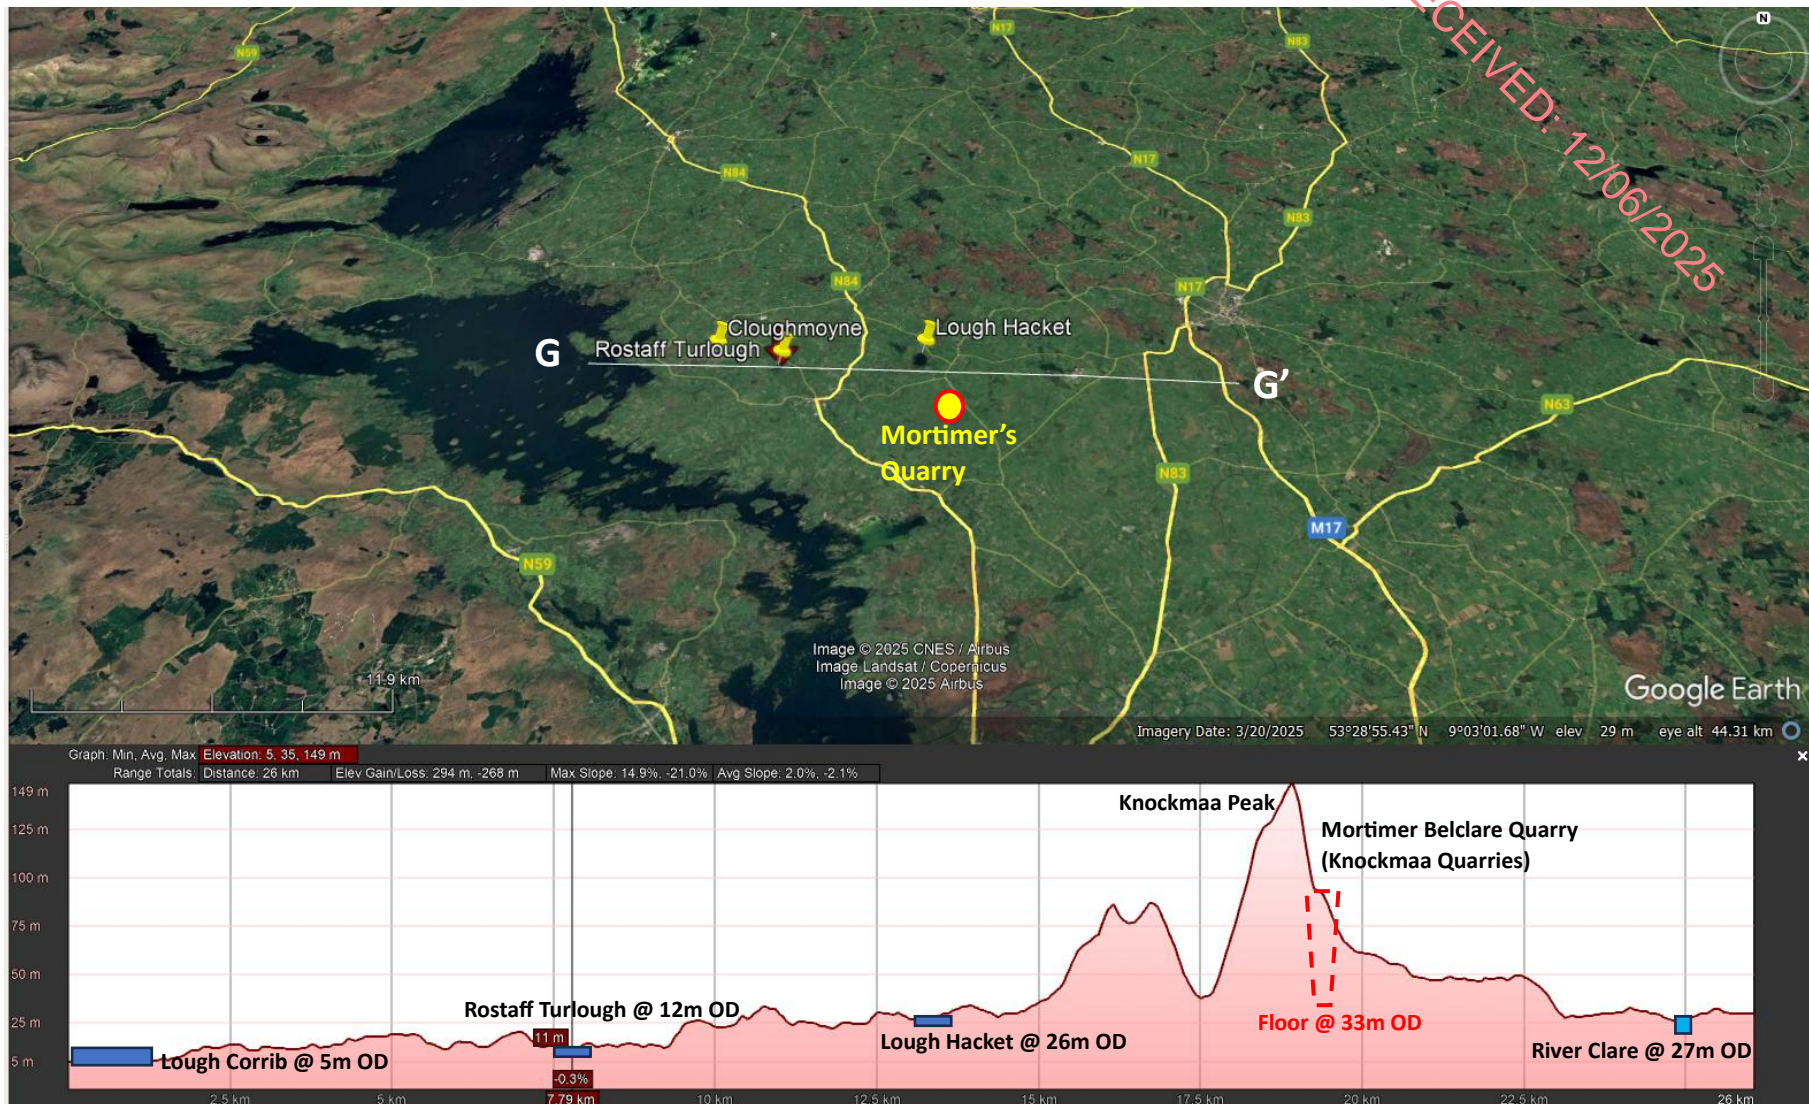 N
N59
N17
N83
RECEIVED: 12/06/2025
N84
N17
N83
N84
N17
Cloughmoyne
Lough Hacket
G
Rostaff Turlough
G’
N63
Mortimer’s
Quarry
N83
M17
N59
Image © 2025 CNES / Airbus
Image Landsat / Copernicus
Image © 2025 Airbus
11.9 km
Google Earth
Imagery Date: 3/20/2025 53°28'55.43" N 9°03'01.68" W elev 29 m eye alt 44.31 km
Graph: Min, Avg, Max Elevation: 5, 35, 149 m
Range Totals: Distance: 26 km Elev Gain/Loss: 294 m, -268 m Max Slope: 14.9%, -21.0% Avg Slope: 2.0%, -2.1%
149 m
Knockmaa Peak
125 m
Mortimer Belclare Quarry
(Knockmaa Quarries)
100 m
75 m
50 m
Rostaff Turlough @ 12m OD
25 m
Floor @ 33m OD
11 m
Lough Hacket @ 26m OD
River Clare @ 27m OD
5 m
Lough Corrib @ 5m OD
-0.3%
2.5 km
5 km
7.79 km
10 km
12.5 km
15 km
17.5 km
20 km
22.5 km
26 km